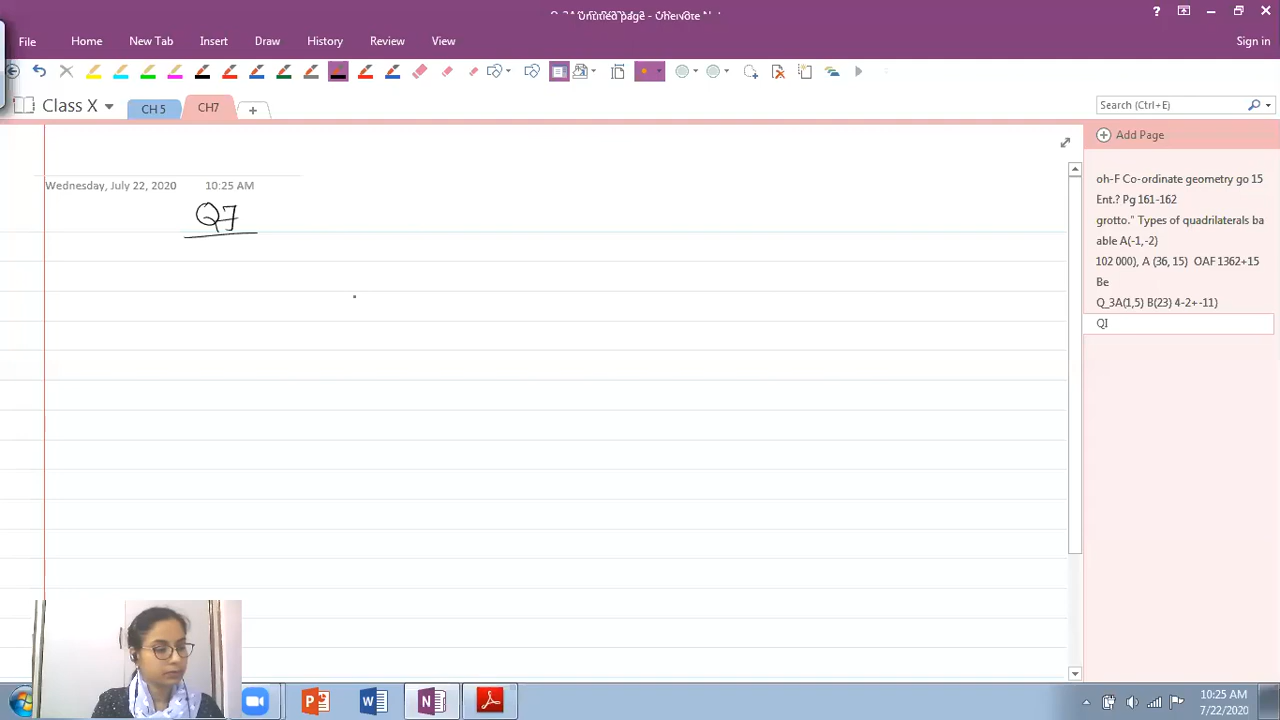 Untitled page - OneNote
?
File Home New Tab Insert Draw History Review View Sign in
Class X CH 5 CH7 + Search (Ctrl+E)
Add Page
Wednesday, July 22, 2020 10:25 AM
Q7
oh-F Co-ordinate geometry go 15
Ent.? Pg 161-162
grotto." Types of quadrilaterals ba
able A(-1,-2)
102 000), A (36, 15) OAF 1362+15
Be
Q_3A(1,5) B(23) 4-2+-11)
QI
10:25 AM
7/22/2020